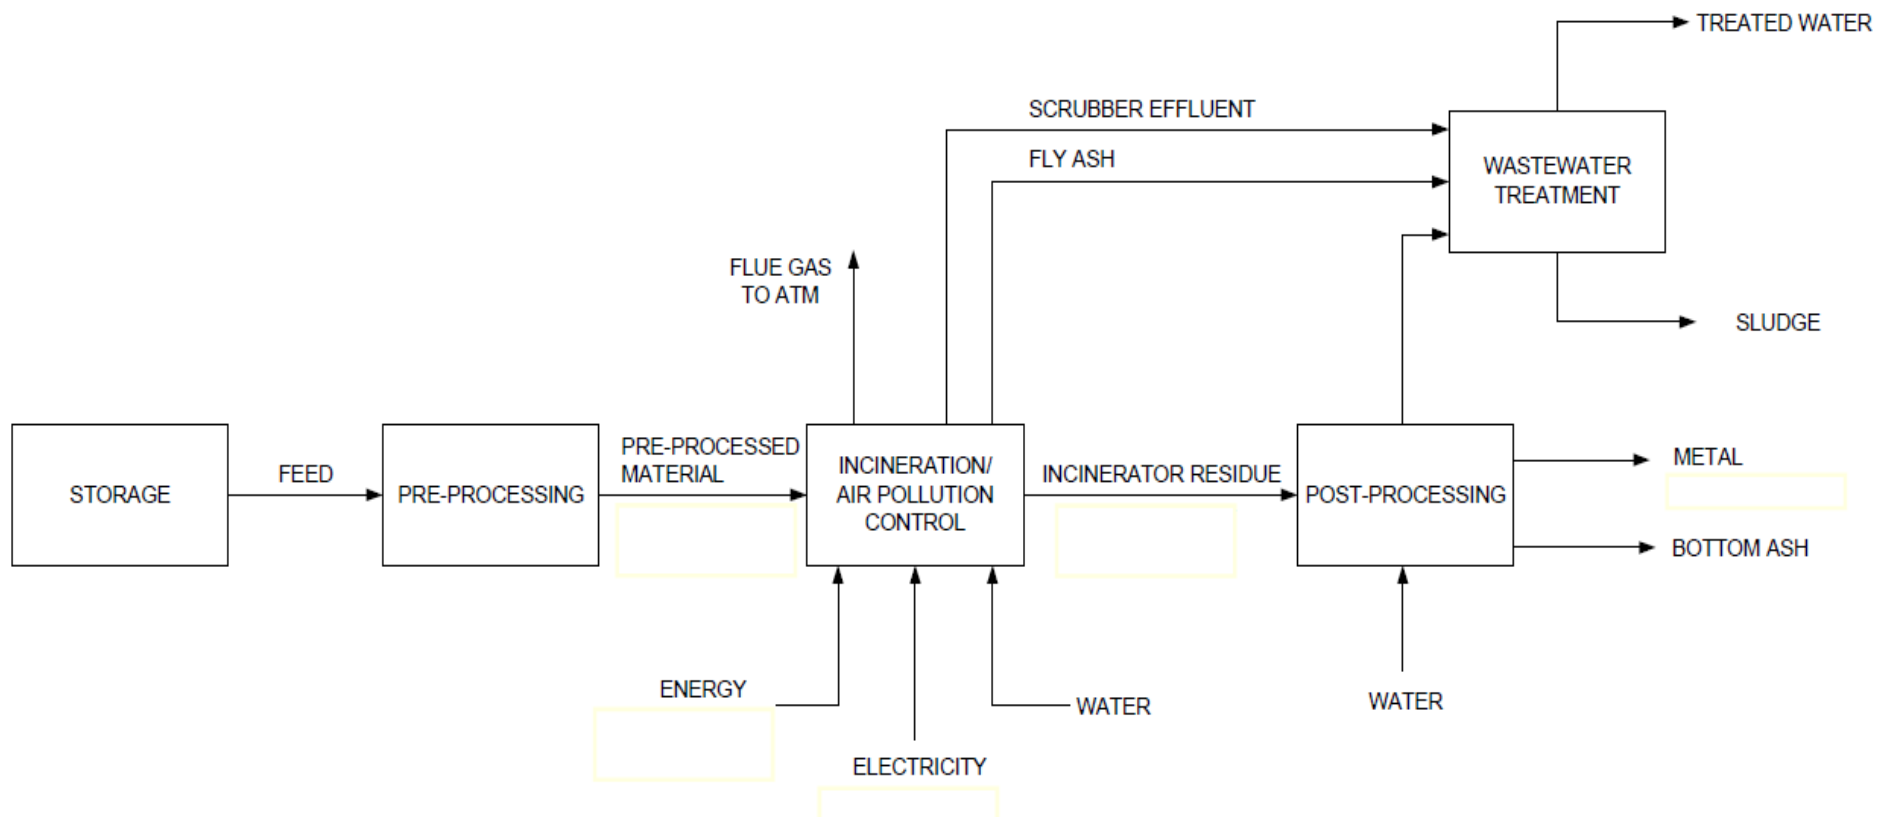 TREATED WATER
SCRUBBER EFFLUENT
FLY ASH
WASTEWATER
TREATMENT
FLUE GAS
TO ATM
SLUDGE
STORAGE
FEED
PRE-PROCESSING
PRE-PROCESSED
MATERIAL
INCINERATION/
AIR POLLUTION
CONTROL
INCINERATOR RESIDUE
POST-PROCESSING
METAL
BOTTOM ASH
ENERGY
ELECTRICITY
WATER
WATER